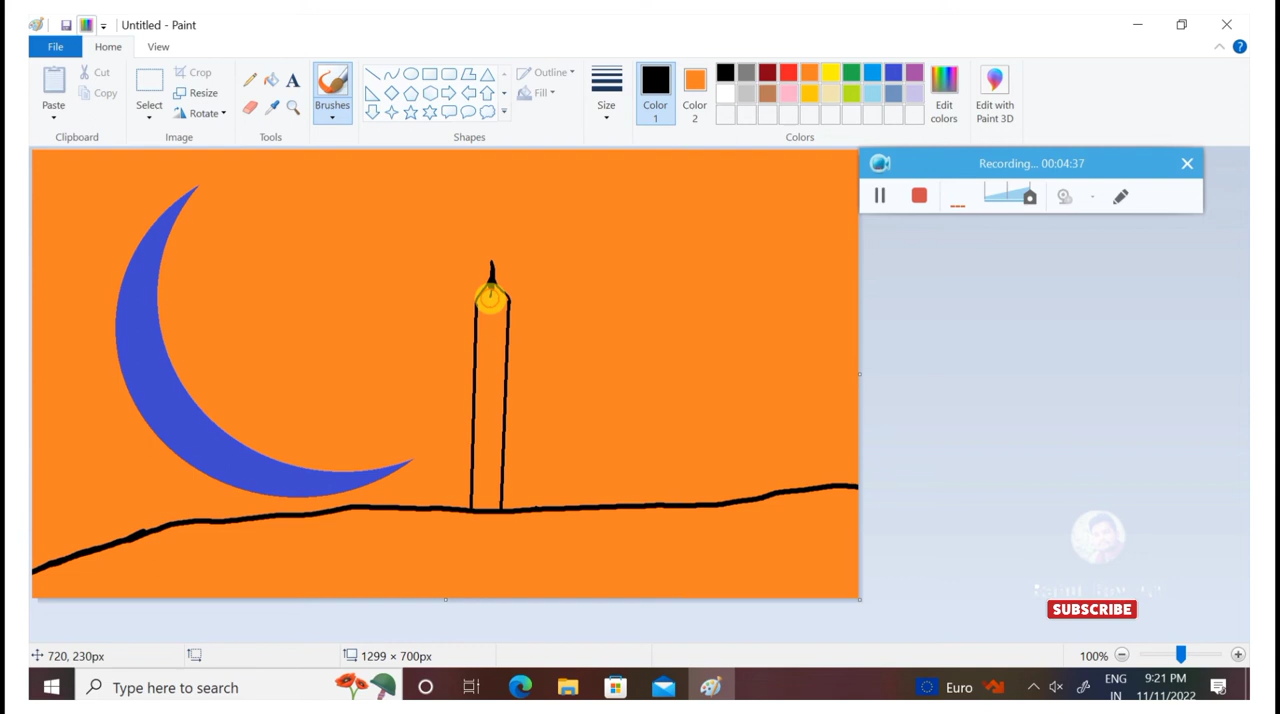 Untitled - Paint
File Home View
Cut
Copy
Paste
Clipboard
Select
Crop
Resize
Rotate
Image
A
Tools
Brushes
Shapes
Outline
Fill
Size
Color
1
Color
2
Edit
colors
Edit with
Paint 3D
Colors
Recording... 00:04:37
SUBSCRIBE
720, 230px
1299 × 700px
100%
Type here to search
Euro
ENG
IN
9:21 PM
11/11/2022